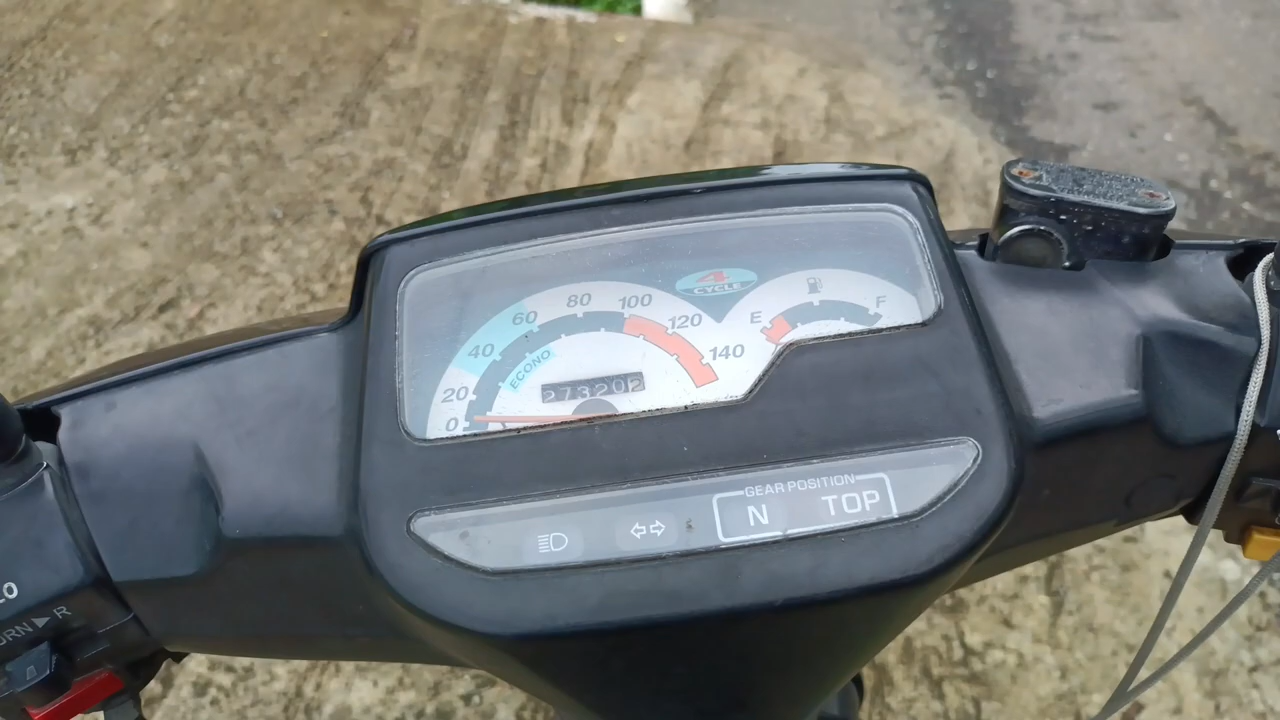 4
CYCLE
0
20
40
60
80
100
120
140
ECONO
273202
E
F
GEAR POSITION
N
TOP
R